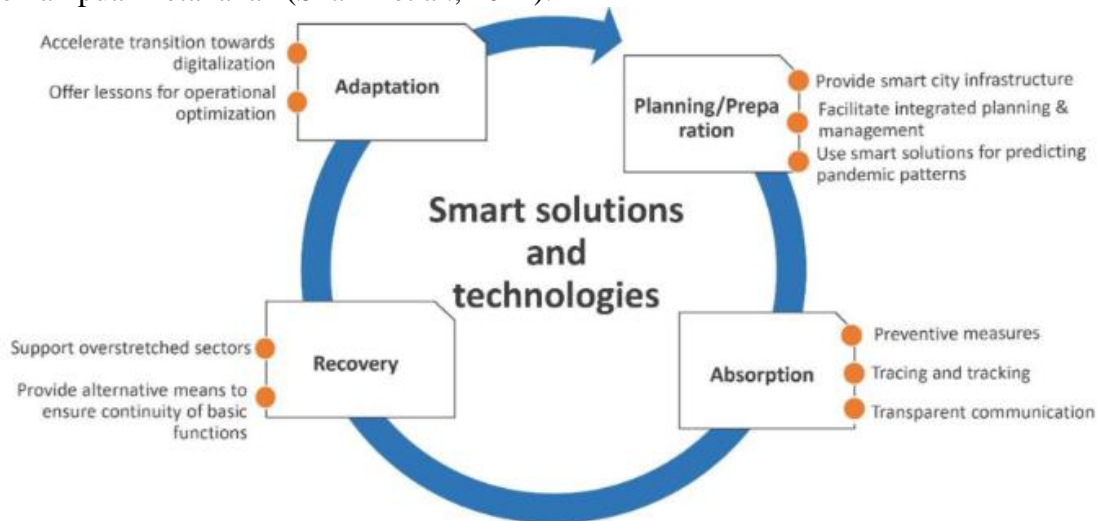 Accelerate transition towards
digitalization
Offer lessons for operational
optimization
Adaptation
Planning/Prepa
ration
Provide smart city infrastructure
Facilitate integrated planning &
management
Use smart solutions for predicting
pandemic patterns
Smart solutions
and
technologies
Support overstretched sectors
Provide alternative means to
ensure continuity of basic
functions
Recovery
Absorption
Preventive measures
Tracing and tracking
Transparent communication